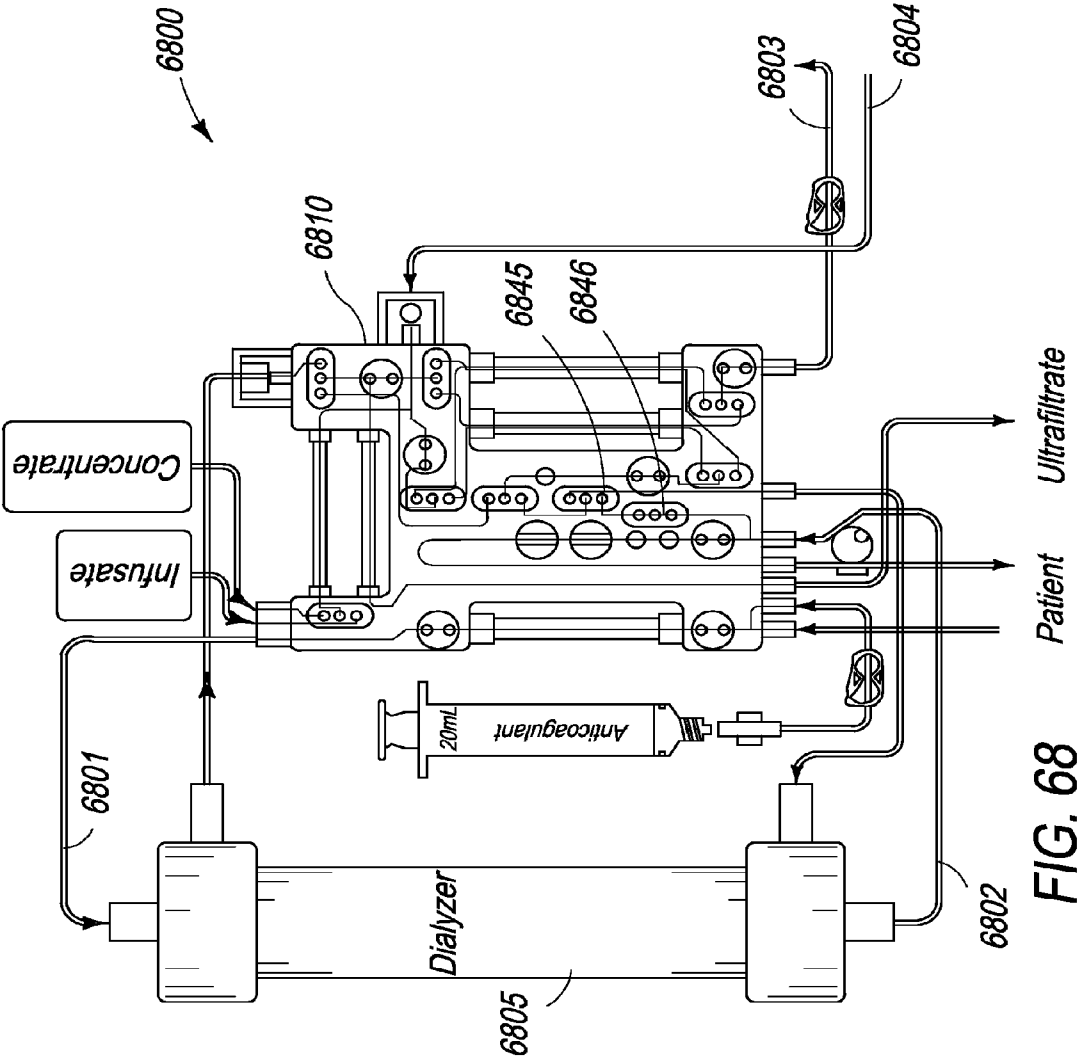 6800
6803
6804
6810
6845
6846
Concentrate
Infusate
Ultrafiltrate
Patient
20mL
Anticoagulant
6801
6802
Dialyzer
6805
FIG. 68